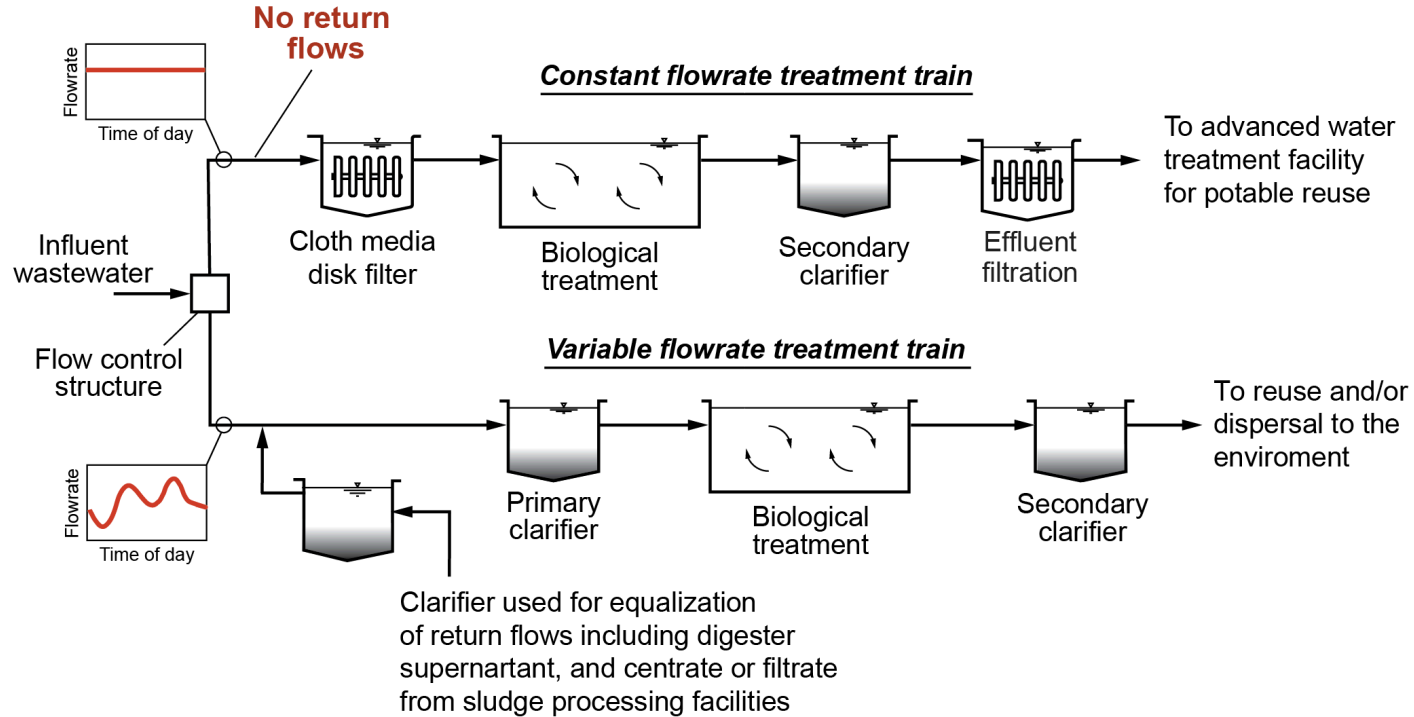 No return
flows
Flowrate
Time of day
Constant flowrate treatment train
To advanced water
treatment facility
for potable reuse
Cloth media
disk filter
Biological
treatment
Secondary
clarifier
Effluent
filtration
Influent
wastewater
Flow control
structure
Variable flowrate treatment train
To reuse and/or
dispersal to the
enviroment
Flowrate
Time of day
Primary
clarifier
Biological
treatment
Secondary
clarifier
Clarifier used for equalization
of return flows including digester
supernartant, and centrate or filtrate
from sludge processing facilities